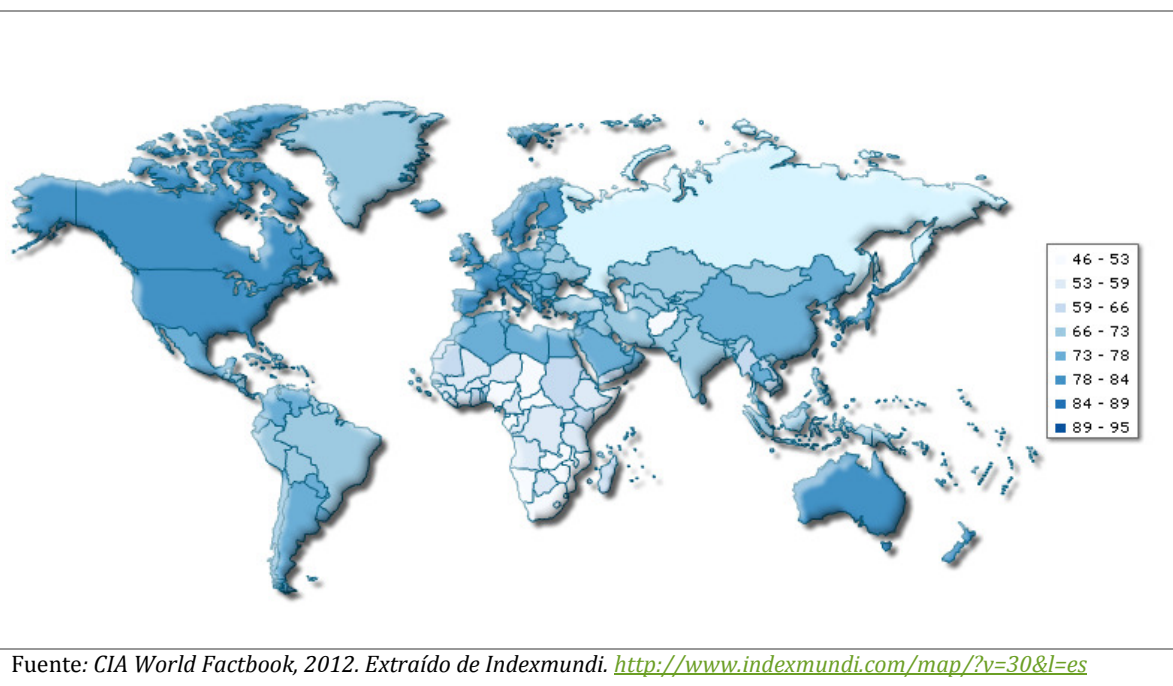 46 - 53
53 - 59
59 - 66
66 - 73
73 - 78
78 - 84
84 - 89
89 - 95
Fuente: CIA World Factbook, 2012. Extraído de Indexmundi. http://www.indexmundi.com/map/?v=30&l=es